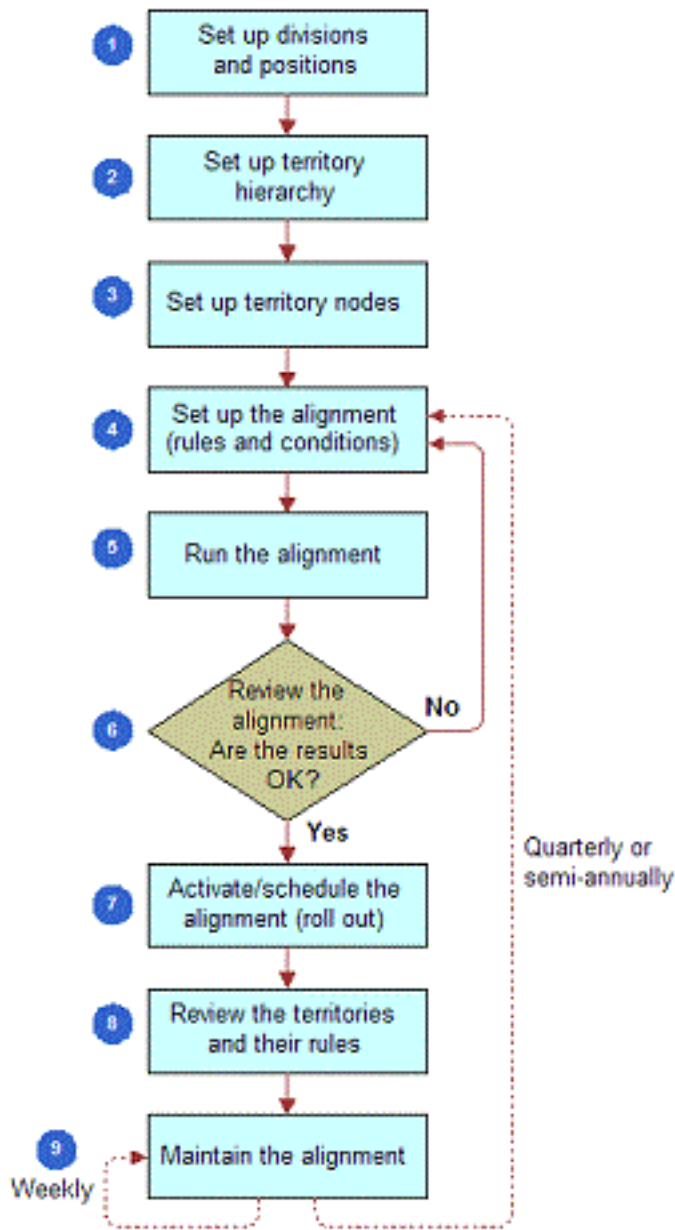 1
Set up divisions
and positions
2
Set up territory
hierarchy
3
Set up territory nodes
4
Set up the alignment
(rules and conditions)
5
Run the alignment
6
Review the
alignment:
Are the results
OK?
No
Yes
Quarterly or
semi-annually
7
Activate/schedule the
alignment (roll out)
8
Review the territories
and their rules
9
Weekly
Maintain the alignment